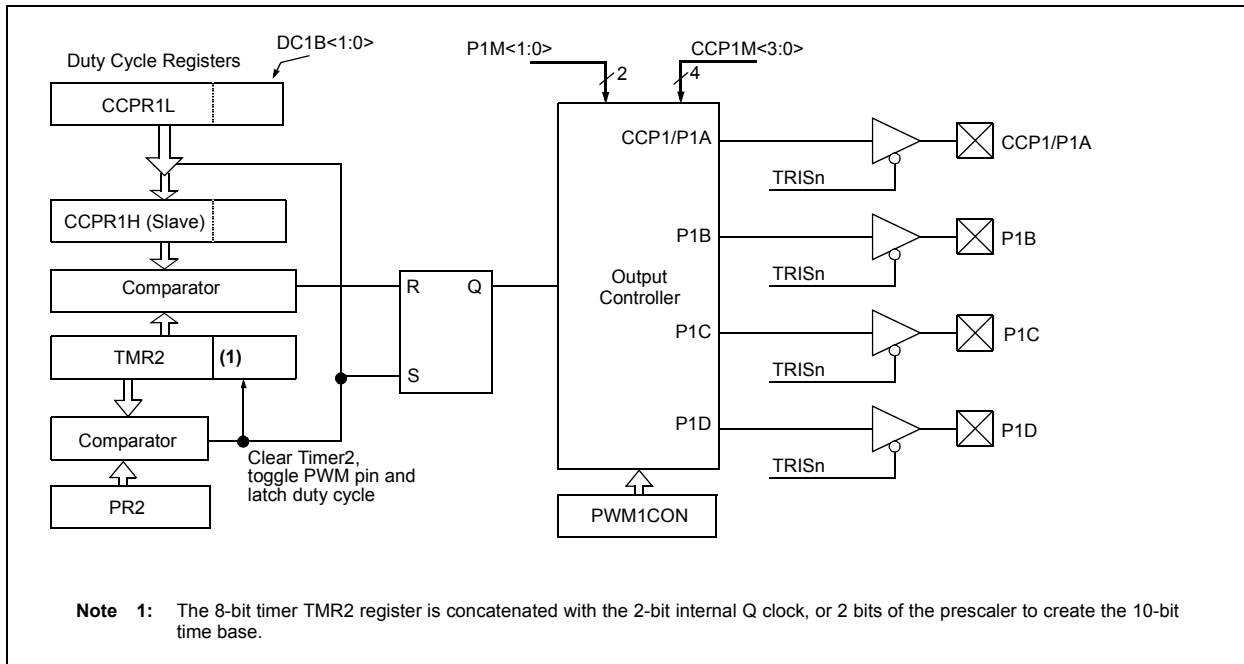 DC1B<1:0>
Duty Cycle Registers
CCPR1L
CCPR1H (Slave)
Comparator
TMR2 (1)
Comparator
PR2
Clear Timer2,
toggle PWM pin and
latch duty cycle
R Q
S
P1M<1:0>
2
CCP1M<3:0>
4
CCP1/P1A
P1B
Output
Controller
P1C
P1D
PWM1CON
TRISn
CCP1/P1A
TRISn
P1B
TRISn
P1C
TRISn
P1D
Note 1: The 8-bit timer TMR2 register is concatenated with the 2-bit internal Q clock, or 2 bits of the prescaler to create the 10-bit
time base.